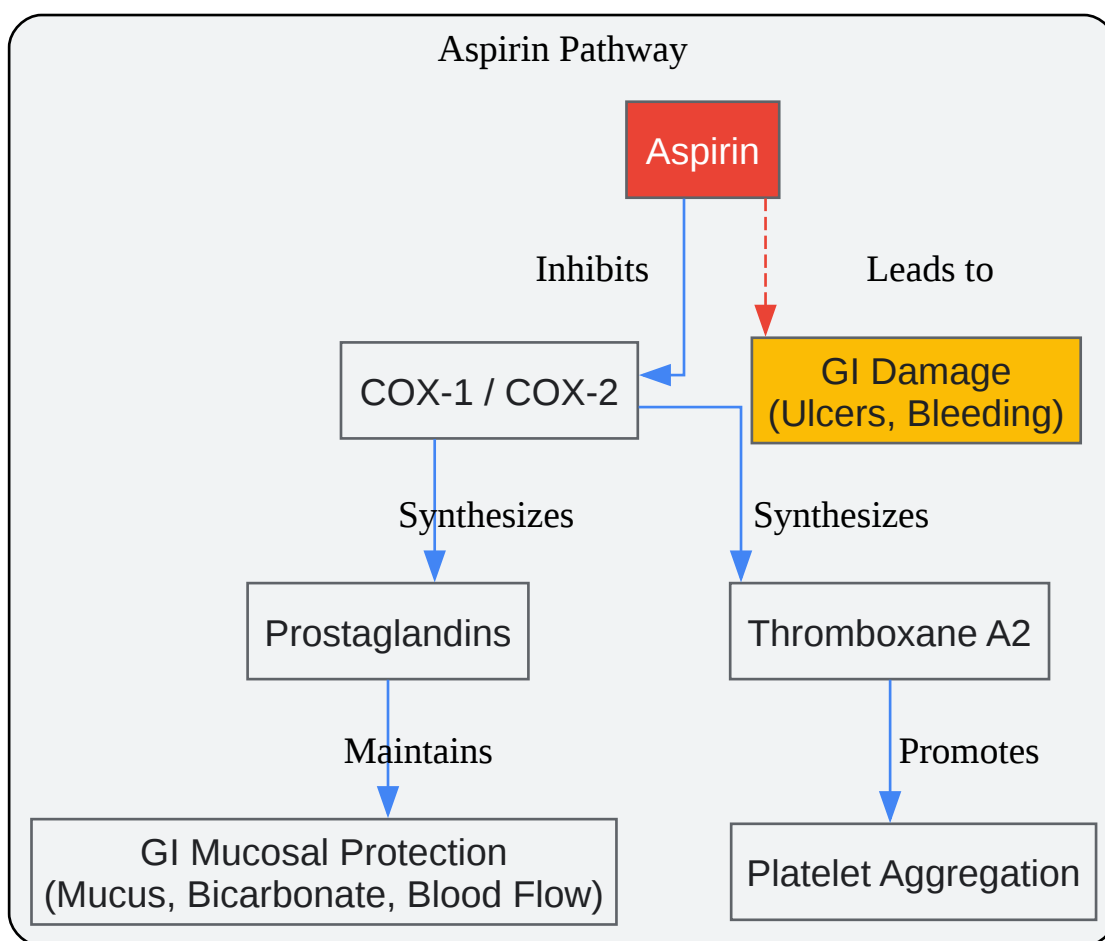 Aspirin Pathway
Aspirin
Inhibits
Leads to
COX-1 / COX-2
GI Damage
(Ulcers, Bleeding)
Synthesizes
Synthesizes
Prostaglandins
Thromboxane A2
Maintains
Promotes
GI Mucosal Protection
(Mucus, Bicarbonate, Blood Flow)
Platelet Aggregation